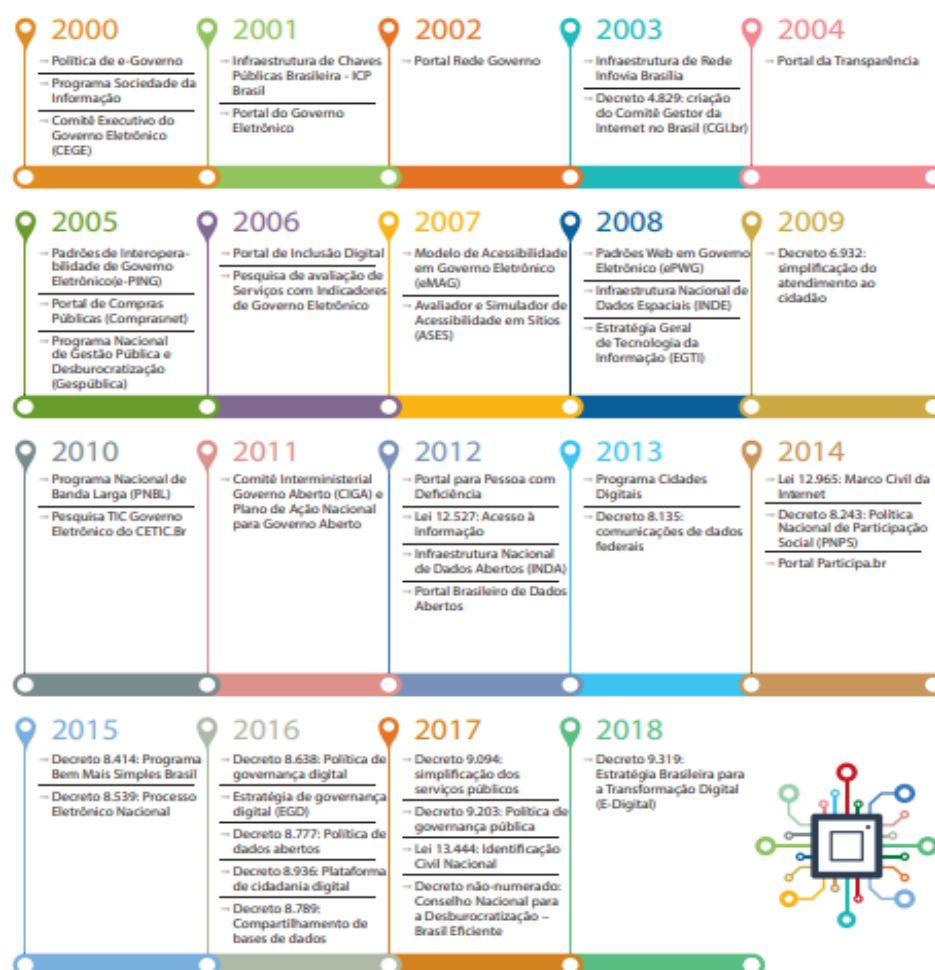 2000
→ Política de e-Governo
→ Programa Sociedade da
Informação
→ Comitê Executivo do
Governo Eletrônico
(CEGE)
2001
→ Infraestrutura de Chaves
Públicas Brasileira - ICP
Brasil
→ Portal do Governo
Eletrônico
2002
→ Portal Rede Governo
2003
→ Infraestrutura de Rede
Infovia Brasília
→ Decreto 4.829: criação
do Comitê Gestor da
Internet no Brasil (CGI.br)
2004
→ Portal da Transparência
2005
→ Padrões de Interopera-
bilidade de Governo
Eletrônico(e-PING)
→ Portal de Compras
Públicas (Comprasnet)
→ Programa Nacional
de Gestão Pública e
Desburocratização
(Gespública)
2006
→ Portal de Inclusão Digital
→ Pesquisa de avaliação de
Serviços com Indicadores
de Governo Eletrônico
2007
→ Modelo de Acessibilidade
em Governo Eletrônico
(eMAG)
→ Avaliador e Simulador de
Acessibilidade em Sítios
(ASES)
2008
→ Padrões Web em Governo
Eletrônico (ePWG)
→ Infraestrutura Nacional de
Dados Espaciais (INDE)
→ Estratégia Geral
de Tecnologia da
Informação (EGTI)
2009
→ Decreto 6.932:
simplificação do
atendimento ao
cidadão
2010
→ Programa Nacional de
Banda Larga (PNBL)
→ Pesquisa TIC Governo
Eletrônico do CETIC.Br
2011
→ Comitê Interministerial
Governo Aberto (CIGA) e
Plano de Ação Nacional
para Governo Aberto
2012
→ Portal para Pessoa com
Deficiência
→ Lei 12.527: Acesso à
Informação
→ Infraestrutura Nacional
de Dados Abertos (INDA)
→ Portal Brasileiro de Dados
Abertos
2013
→ Programa Cidades
Digitais
→ Decreto 8.135:
comunicações de dados
federais
2014
→ Lei 12.965: Marco Civil da
Internet
→ Decreto 8.243: Política
Nacional de Participação
Social (PNPS)
→ Portal Participa.br
2015
→ Decreto 8.414: Programa
Bem Mais Simples Brasil
→ Decreto 8.539: Processo
Eletrônico Nacional
2016
→ Decreto 8.638: Política de
governança digital
→ Estratégia de governança
digital (EGD)
→ Decreto 8.777: Política de
dados abertos
→ Decreto 8.936: Plataforma
de cidadania digital
→ Decreto 8.789:
Compartilhamento de
bases de dados
2017
→ Decreto 9.094:
simplificação dos
serviços públicos
→ Decreto 9.203: Política de
governança pública
→ Lei 13.444: Identificação
Civil Nacional
→ Decreto não-numerado:
Conselho Nacional para
a Desburocratização –
Brasil Eficiente
2018
→ Decreto 9.319:
Estratégia Brasileira para
a Transformação Digital
(E-Digital)